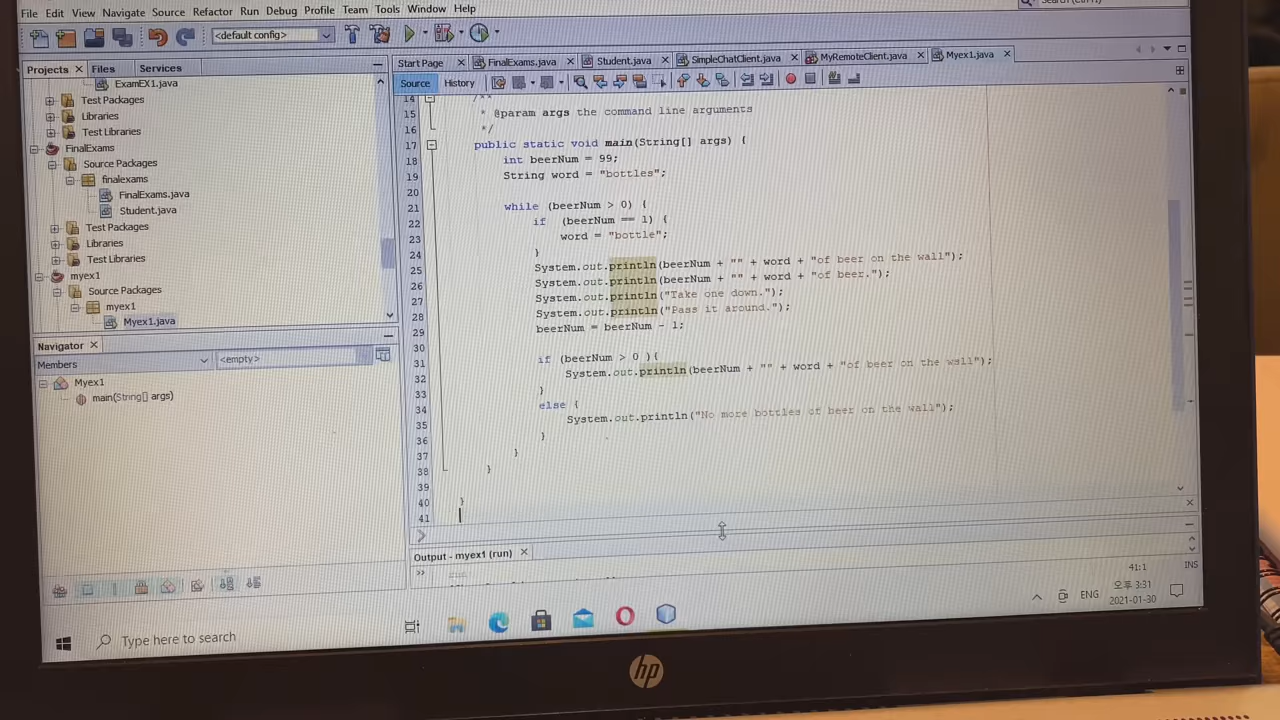 File Edit View Navigate Source Refactor Run Debug Profile Team Tools Window Help
<default config>
Projects Files Services
ExamEX1.java
Test Packages
Libraries
Test Libraries
FinalExams
Source Packages
finalexams
FinalExams.java
Student.java
Test Packages
Libraries
Test Libraries
myex1
Source Packages
myex1
Myex1.java
Navigator
Members <empty>
Myex1
main(String[] args)
Start Page FinalExams.java Student.java SimpleChatClient.java MyRemoteClient.java Myex1.java
Source History
14 /**
15 * @param args the command line arguments
16 */
17 public static void main(String[] args) {
18 int beerNum = 99;
19 String word = "bottles";
20
21 while (beerNum > 0) {
22 if (beerNum == 1) {
23 word = "bottle";
24 }
25 System.out.println(beerNum + "" + word + "of beer on the wall");
26 System.out.println(beerNum + "" + word + "of beer.");
27 System.out.println("Take one down.");
28 System.out.println("Pass it around.");
29 beerNum = beerNum - 1;
30
31 if (beerNum > 0 ){
32 System.out.println(beerNum + "" + word + "of beer on the wall");
33 }
34 else {
35 System.out.println("No more bottles of beer on the wall");
36 }
37 }
38 }
39
40 }
41
Output - myex1 (run)
41:1 INS
Type here to search
ENG
오후 3:31
2021-01-30
hp